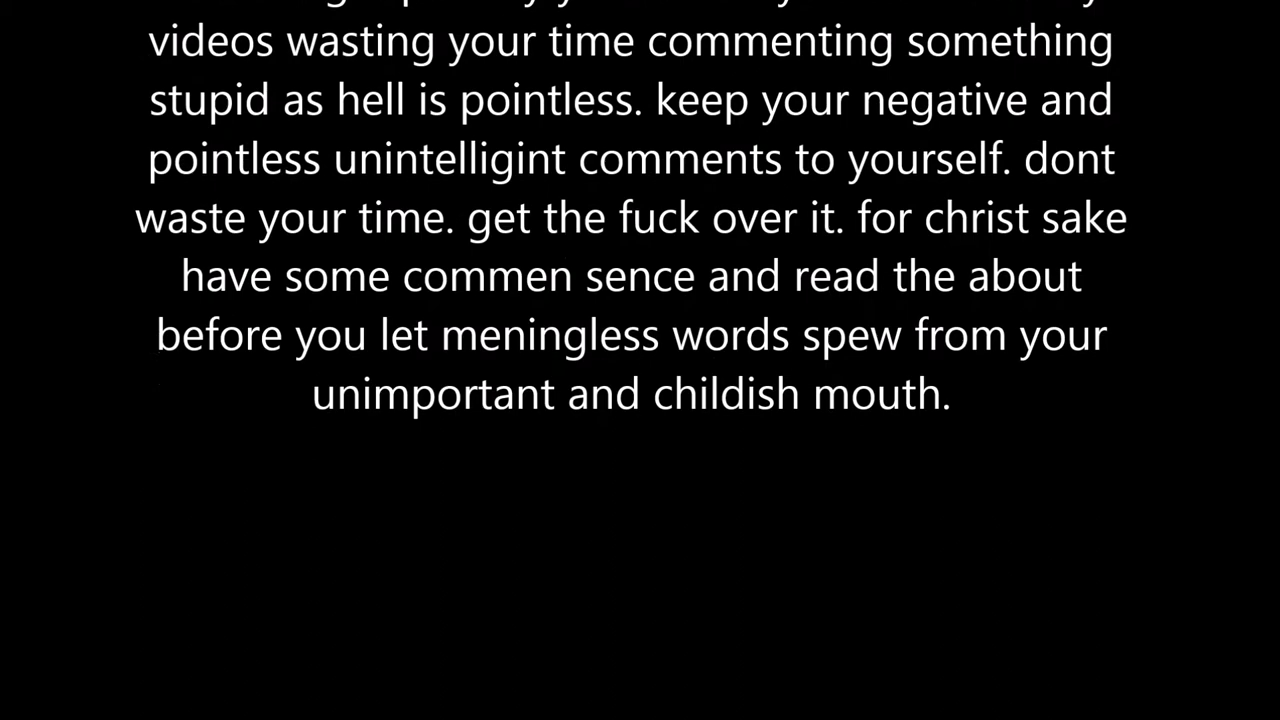 videos wasting your time commenting something
stupid as hell is pointless. keep your negative and
pointless unintelligint comments to yourself. dont
waste your time. get the fuck over it. for christ sake
have some commen sence and read the about
before you let meningless words spew from your
unimportant and childish mouth.